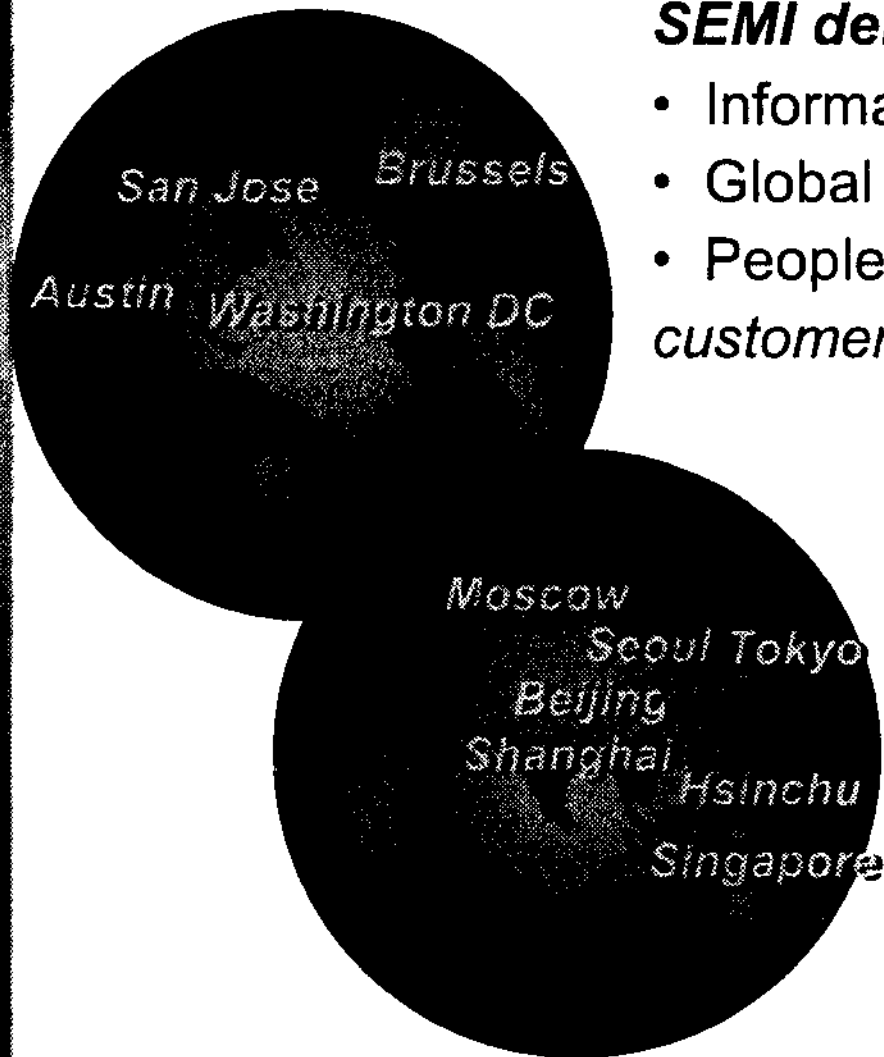 SEMI de
• Informa
• Global
• People
customer
San Jose
Brussels
Austin
Washington DC
Moscow
Seoul Tokyo
Beijing
Shanghai
Hsinchu
Singapore